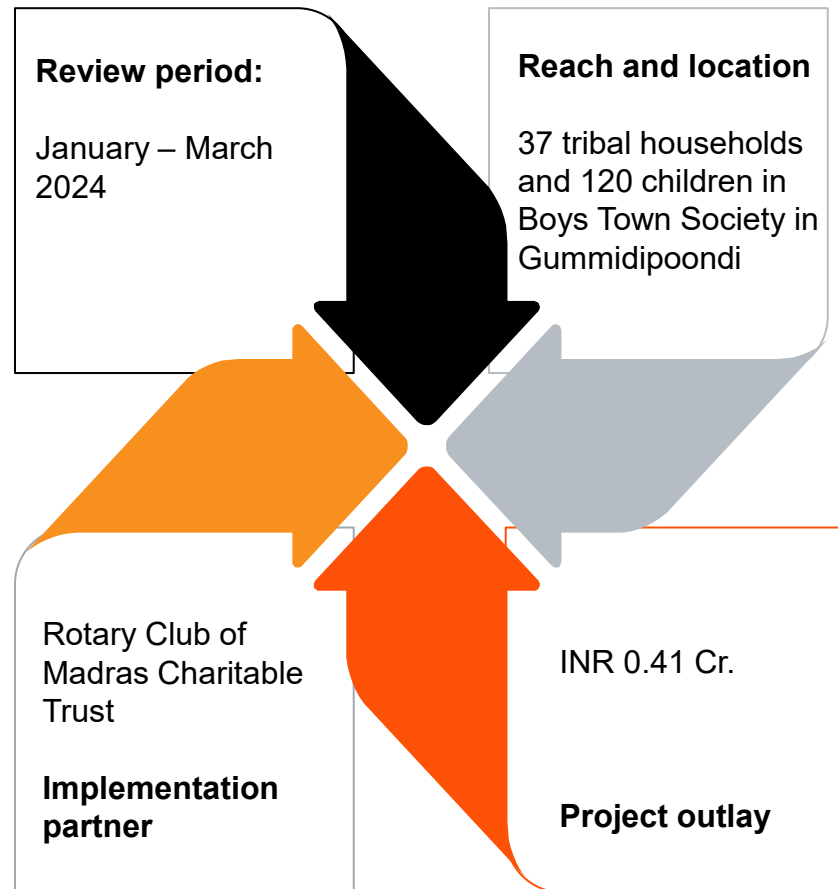 Review period:
January – March
2024
Reach and location
37 tribal households
and 120 children in
Boys Town Society in
Gummidipoondi
Rotary Club of
Madras Charitable
Trust
Implementation
partner
INR 0.41 Cr.
Project outlay